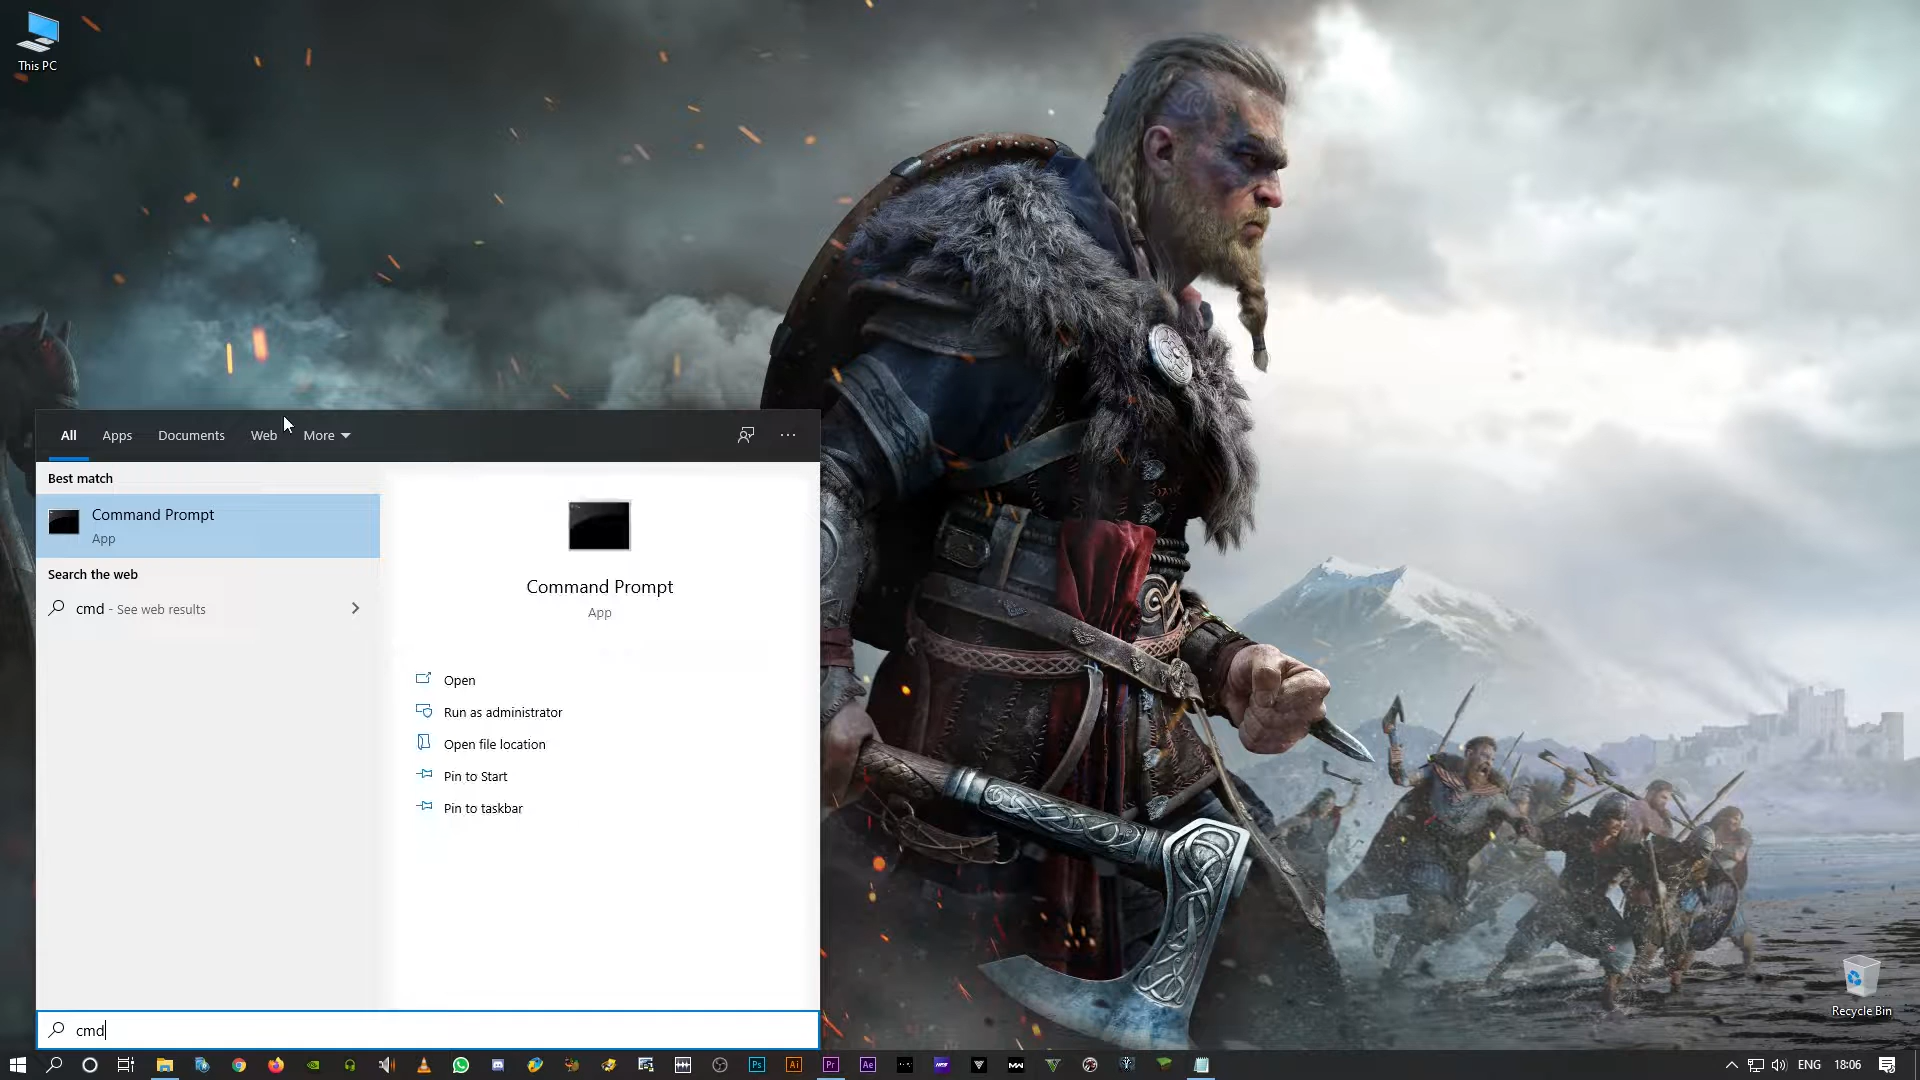 This PC
All Apps Documents Web More
Best match
Command Prompt
App
Search the web
cmd - See web results
Command Prompt
App
Open
Run as administrator
Open file location
Pin to Start
Pin to taskbar
Recycle Bin
cmd
Ps Ai Pr Ae
ENG 18:06